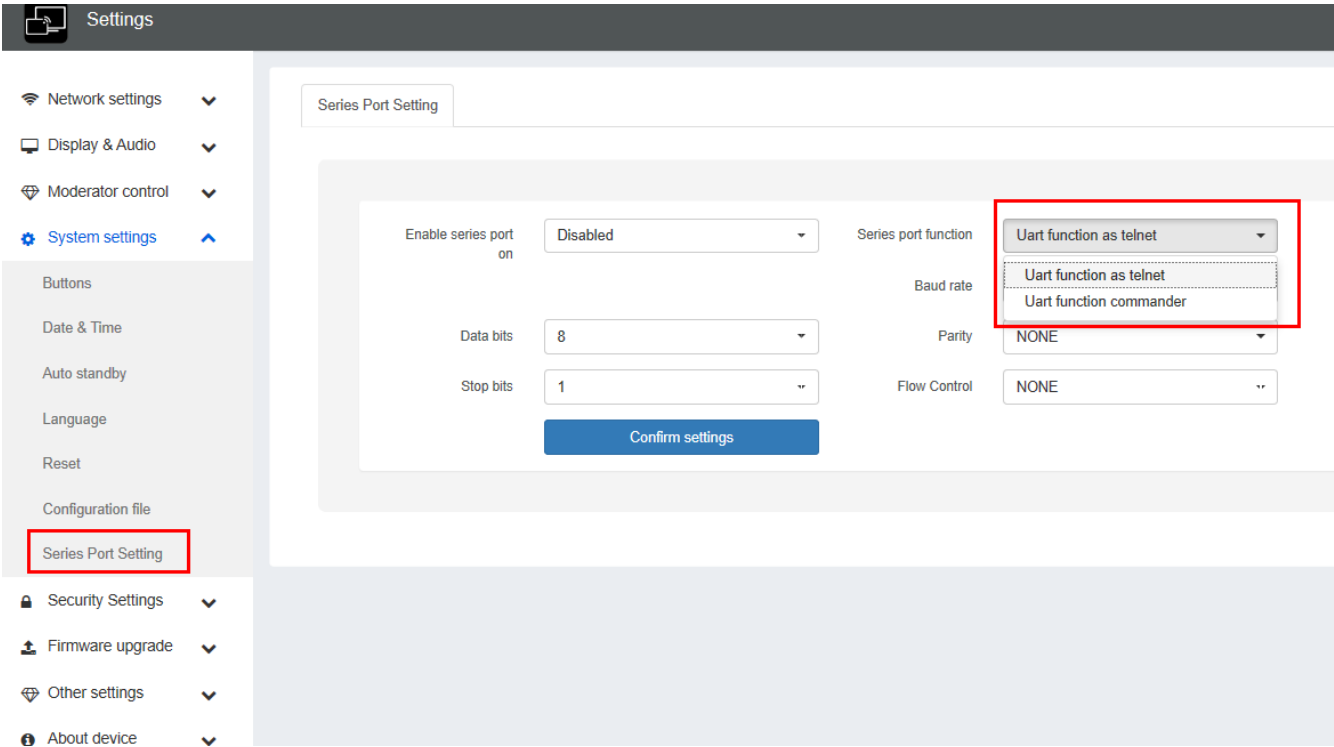 Settings
Network settings
Display & Audio
Moderator control
System settings
Buttons
Date & Time
Auto standby
Language
Reset
Configuration file
Series Port Setting
Security Settings
Firmware upgrade
Other settings
About device
Series Port Setting
Enable series port
on
Disabled
Series port function
Uart function as telnet
Uart function as telnet
Uart function commander
Baud rate
Data bits
8
Parity
NONE
Stop bits
1
Flow Control
NONE
Confirm settings